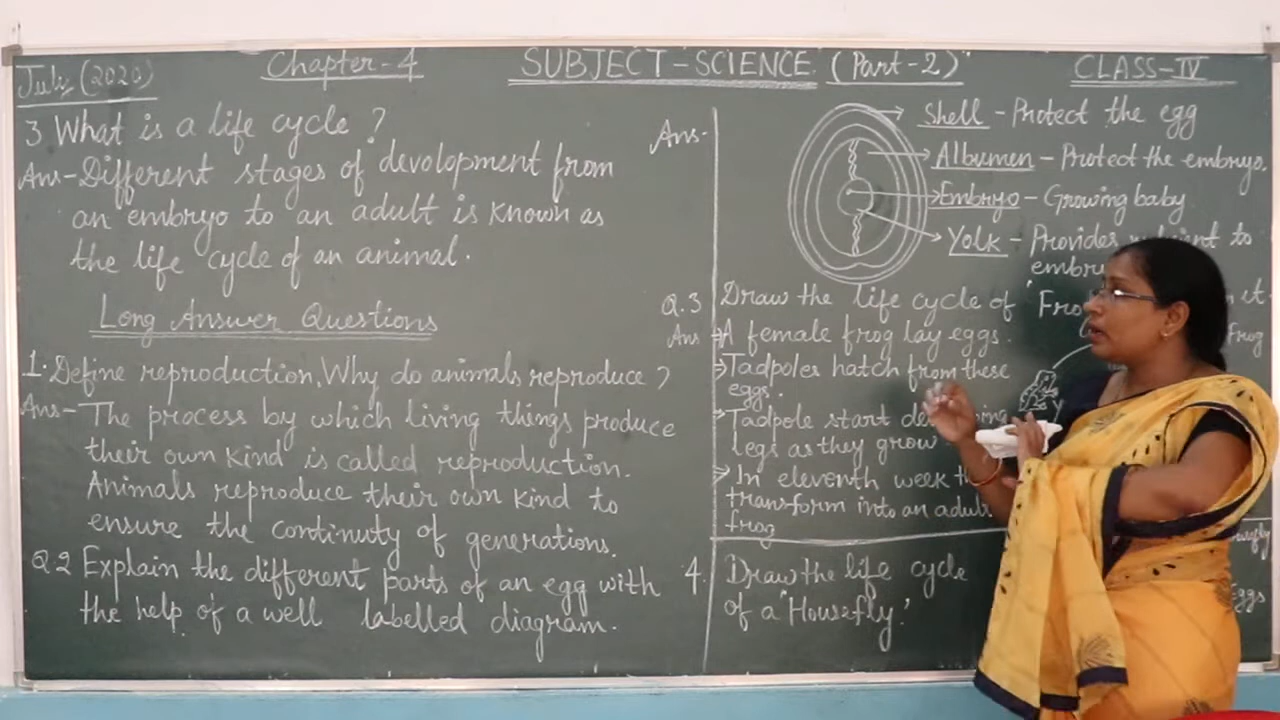 July (2020)
Chapter-4
SUBJECT-SCIENCE (Part-2)
CLASS-IV
3 What is a life cycle ?
Ans-Different stages of devolopment from
an embryo to an adult is known as
the life cycle of an animal.
Long Answer Questions
1. Define reproduction. Why do animals reproduce ?
Ans- The process by which living things produce
their own kind is called reproduction.
Animals reproduce their own kind to
ensure the continuity of generations.
Q.2 Explain the different parts of an egg with
the help of a well labelled diagram.
Ans-
Shell - Protect the egg
Albumen - Protect the embryo.
Embryo - Growing baby
Yolk - Provides to
Q.3 Draw the life cycle of it.
Ans A female frog lay eggs.
Tadpoles hatch from these
eggs.
Tadpole start
legs as they grow
In eleventh week
transform into an adult
frog
frog
4. Draw the life cycle
of a "Housefly".
Eggs